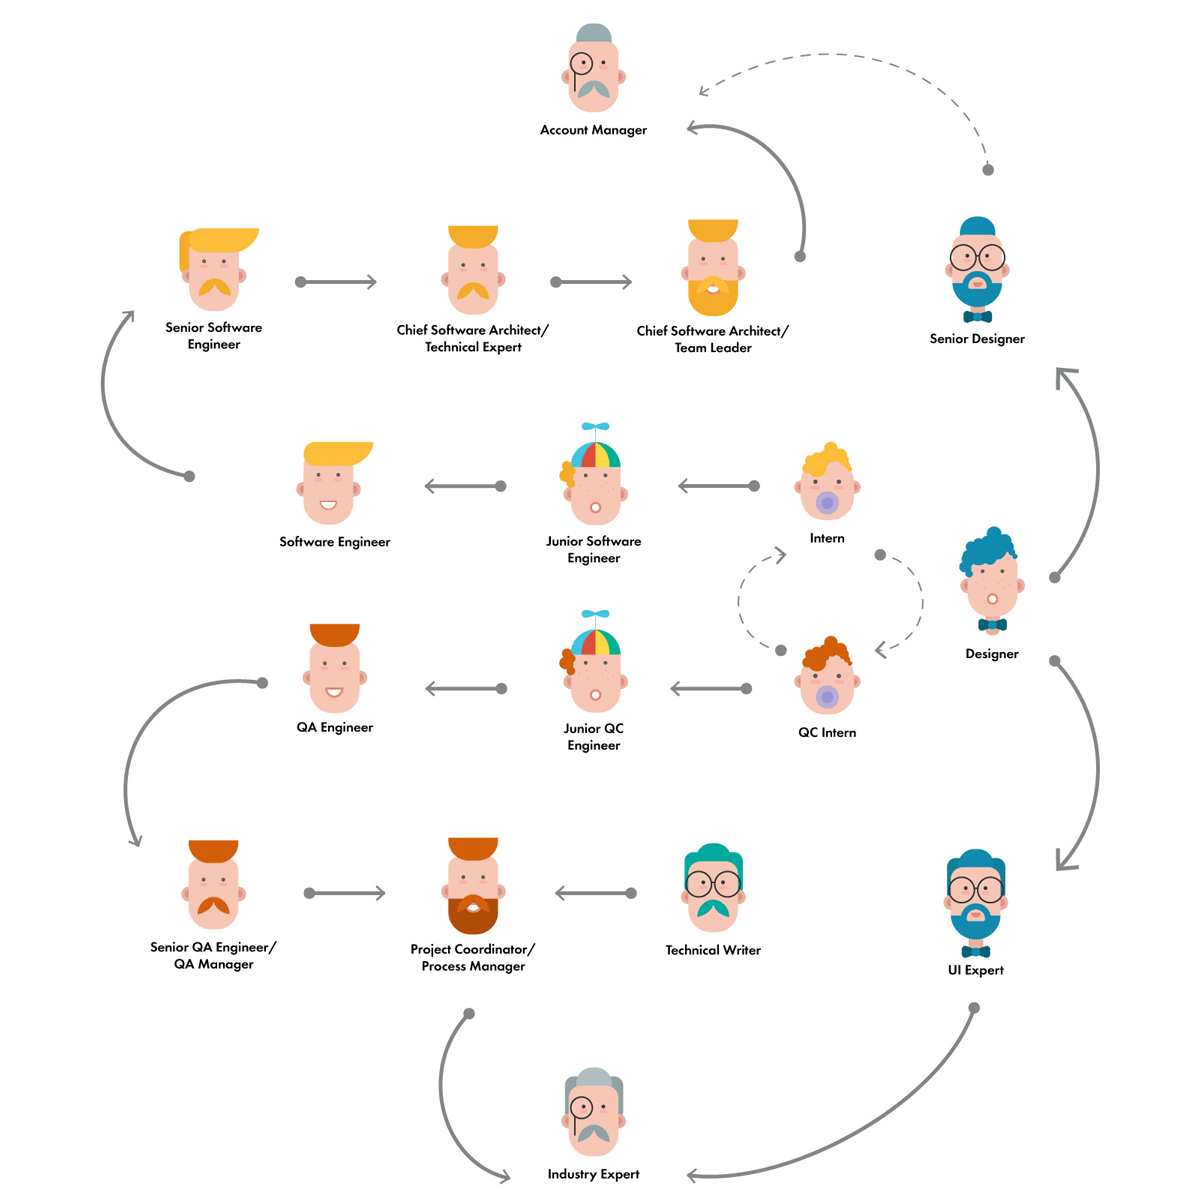 Account Manager
Senior Software
Engineer
Chief Software Architect/
Technical Expert
Chief Software Architect/
Team Leader
Senior Designer
Software Engineer
Junior Software
Engineer
Intern
Designer
QA Engineer
Junior QC
Engineer
QC Intern
Senior QA Engineer/
QA Manager
Project Coordinator/
Process Manager
Technical Writer
UI Expert
Industry Expert